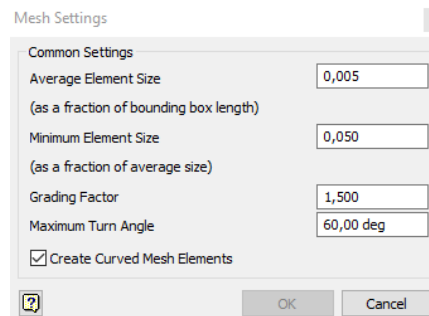 Mesh Settings
Common Settings
Average Element Size 0,005
(as a fraction of bounding box length)
Minimum Element Size 0,050
(as a fraction of average size)
Grading Factor 1,500
Maximum Turn Angle 60,00 deg
Create Curved Mesh Elements
? OK Cancel